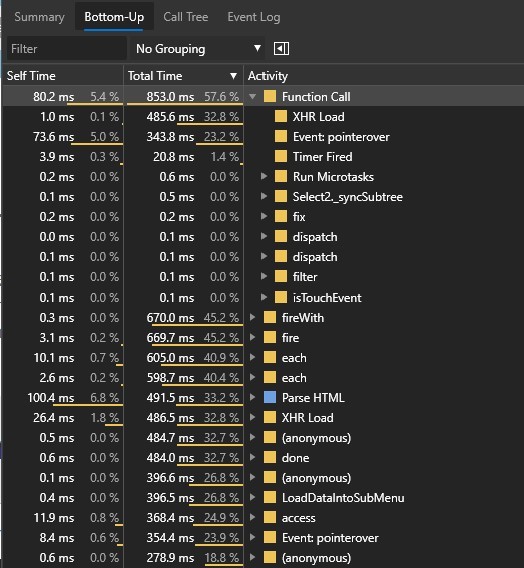 Summary Bottom-Up Call Tree Event Log
Filter No Grouping
Self Time Total Time Activity
80.2 ms 5.4 % 853.0 ms 57.6 % Function Call
1.0 ms 0.1 % 485.6 ms 32.8 % XHR Load
73.6 ms 5.0 % 343.8 ms 23.2 % Event: pointerover
3.9 ms 0.3 % 20.8 ms 1.4 % Timer Fired
0.2 ms 0.0 % 0.6 ms 0.0 % Run Microtasks
0.1 ms 0.0 % 0.5 ms 0.0 % Select2._syncSubtree
0.2 ms 0.0 % 0.2 ms 0.0 % fix
0.0 ms 0.0 % 0.1 ms 0.0 % dispatch
0.1 ms 0.0 % 0.1 ms 0.0 % dispatch
0.1 ms 0.0 % 0.1 ms 0.0 % filter
0.1 ms 0.0 % 0.1 ms 0.0 % isTouchEvent
0.3 ms 0.0 % 670.0 ms 45.2 % fireWith
3.1 ms 0.2 % 669.7 ms 45.2 % fire
10.1 ms 0.7 % 605.0 ms 40.9 % each
2.6 ms 0.2 % 598.7 ms 40.4 % each
100.4 ms 6.8 % 491.5 ms 33.2 % Parse HTML
26.4 ms 1.8 % 486.5 ms 32.8 % XHR Load
0.5 ms 0.0 % 484.7 ms 32.7 % (anonymous)
0.6 ms 0.0 % 484.0 ms 32.7 % done
0.1 ms 0.0 % 396.6 ms 26.8 % (anonymous)
0.4 ms 0.0 % 396.5 ms 26.8 % LoadDataIntoSubMenu
11.9 ms 0.8 % 368.4 ms 24.9 % access
8.4 ms 0.6 % 354.4 ms 23.9 % Event: pointerover
0.6 ms 0.0 % 278.9 ms 18.8 % (anonymous)